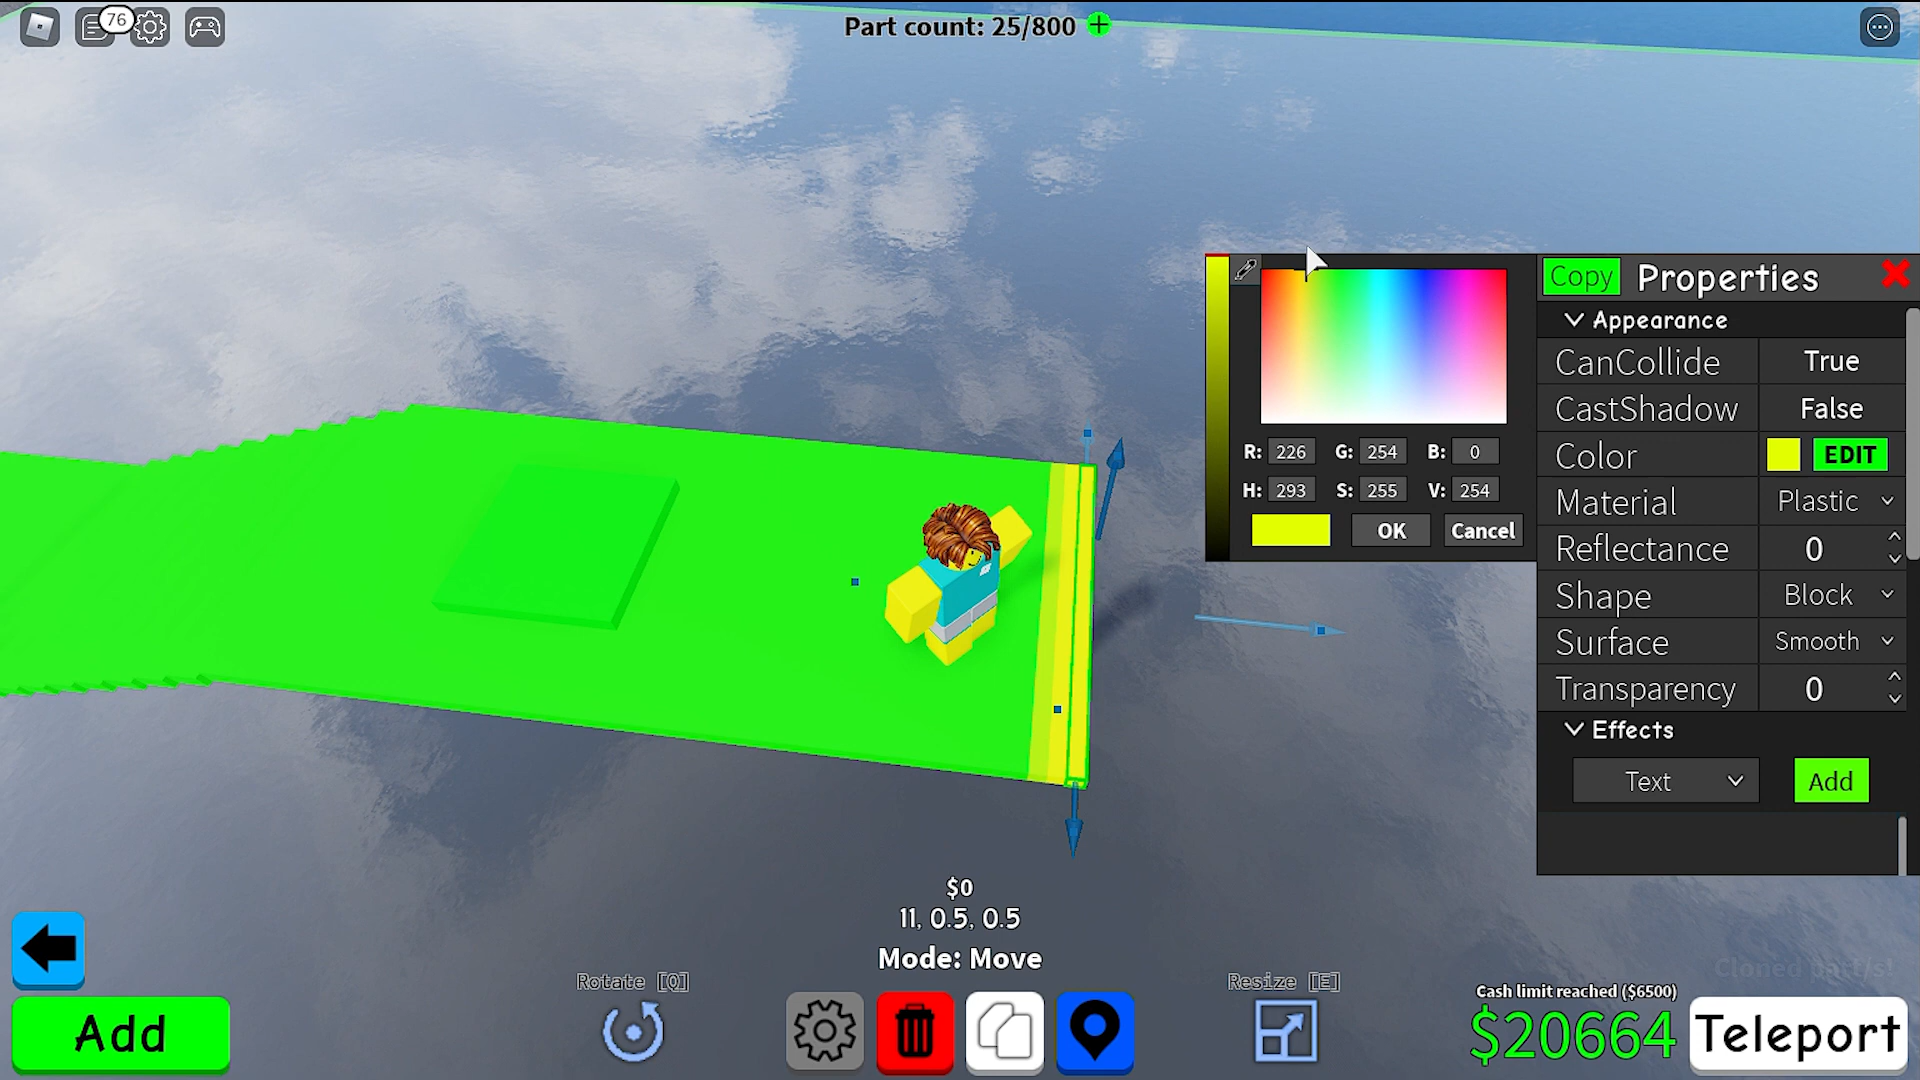 76
Part count: 25/800 +
Copy Properties
Appearance
CanCollide True
CastShadow False
Color EDIT
Material Plastic
Reflectance 0
Shape Block
Surface Smooth
Transparency 0
Effects
Text Add
R: 226 G: 254 B: 0
H: 293 S: 255 V: 254
OK Cancel
$0
11, 0.5, 0.5
Mode: Move
Rotate [Q]
Resize [E]
Cloned part/s!
Cash limit reached ($6500)
$20664
Teleport
Add